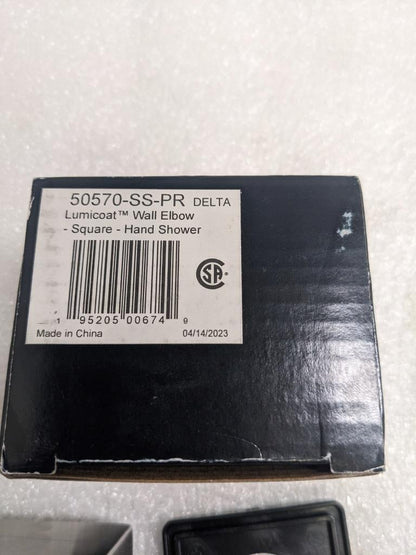 50570-SS-PR DELTA
Lumicoat™ Wall Elbow
- Square - Hand Shower
SA
1 95205 00674 9
Made in China 04/14/2023